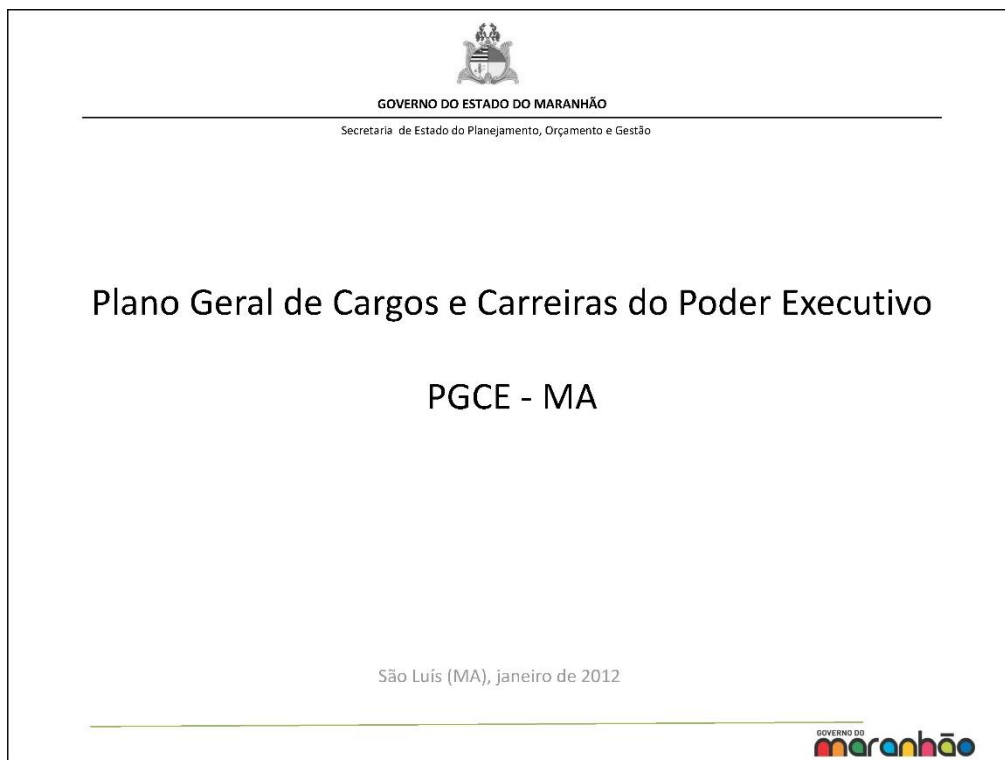 GOVERNO DO ESTADO DO MARANHÃO
Secretaria de Estado do Planejamento, Orçamento e Gestão
Plano Geral de Cargos e Carreiras do Poder Executivo
PGCE - MA
São Luís (MA), janeiro de 2012
GOVERNO DO
maranhão